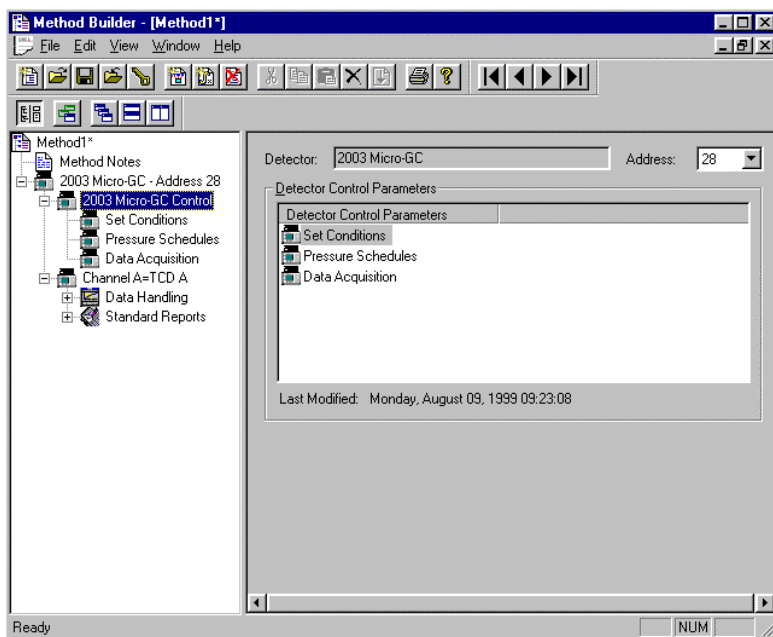 Method Builder - [Method1*]
File Edit View Window Help
Method1*
Method Notes
2003 Micro-GC - Address 28
2003 Micro-GC Control
Set Conditions
Pressure Schedules
Data Acquisition
Channel A=TCD A
Data Handling
Standard Reports
Detector: 2003 Micro-GC Address: 28
Detector Control Parameters
Detector Control Parameters
Set Conditions
Pressure Schedules
Data Acquisition
Last Modified: Monday, August 09, 1999 09:23:08
Ready NUM